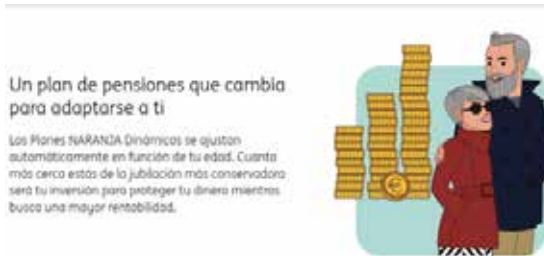 Un plan de pensiones que cambia
para adaptarse a ti
Los Planes NARANJA Dinámicos se ajustan
automáticamente en función de tu edad. Cuanto
más cerca estás de la jubilación más conservadora
será tu inversión para proteger tu dinero mientras
busca una mayor rentabilidad.
€